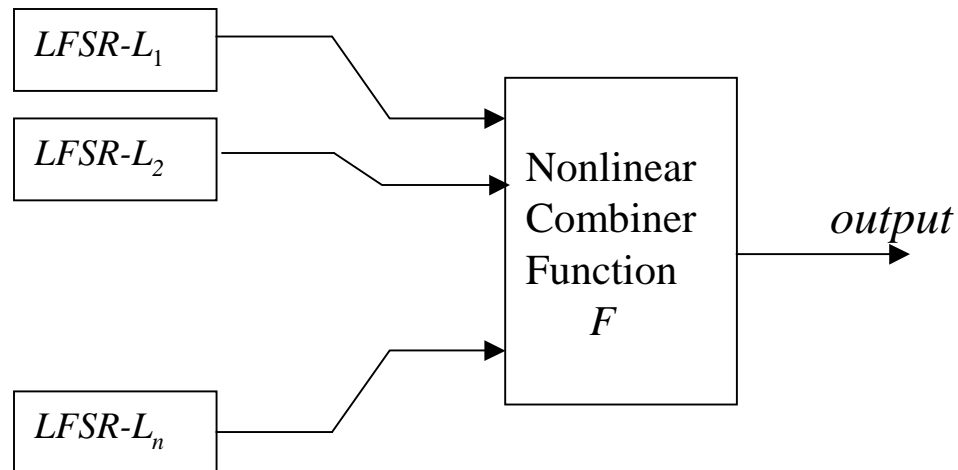 LFSR-L₁
LFSR-L₂
Nonlinear
Combiner
Function
F
output
LFSR-Lₙ